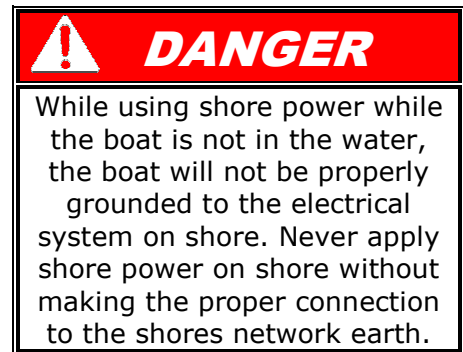 DANGER
While using shore power while
the boat is not in the water,
the boat will not be properly
grounded to the electrical
system on shore. Never apply
shore power on shore without
making the proper connection
to the shores network earth.